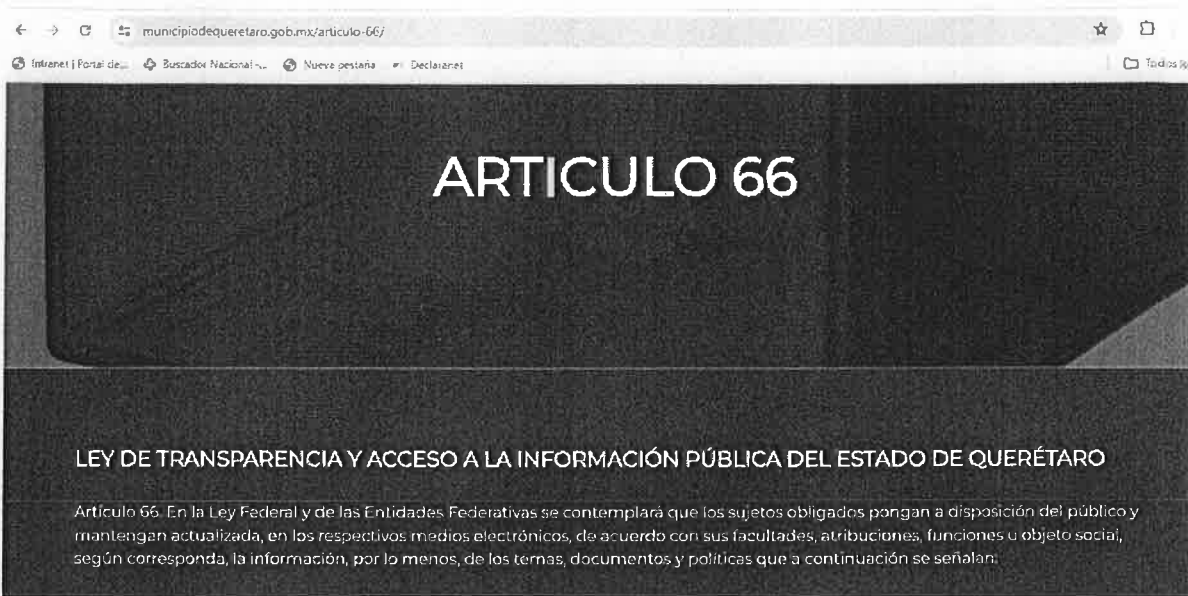 municipiodequeretaro.gob.mx/articulo-66/
Intranet | Portal de... Buscador Nacional -... Nueva pestaña Declaranet
ARTICULO 66
LEY DE TRANSPARENCIA Y ACCESO A LA INFORMACIÓN PÚBLICA DEL ESTADO DE QUERÉTARO
Artículo 66. En la Ley Federal y de las Entidades Federativas se contemplará que los sujetos obligados pongan a disposición del público y
mantengan actualizada, en los respectivos medios electrónicos, de acuerdo con sus facultades, atribuciones, funciones u objeto social,
según corresponda, la información, por lo menos, de los temas, documentos y políticas que a continuación se señalan: